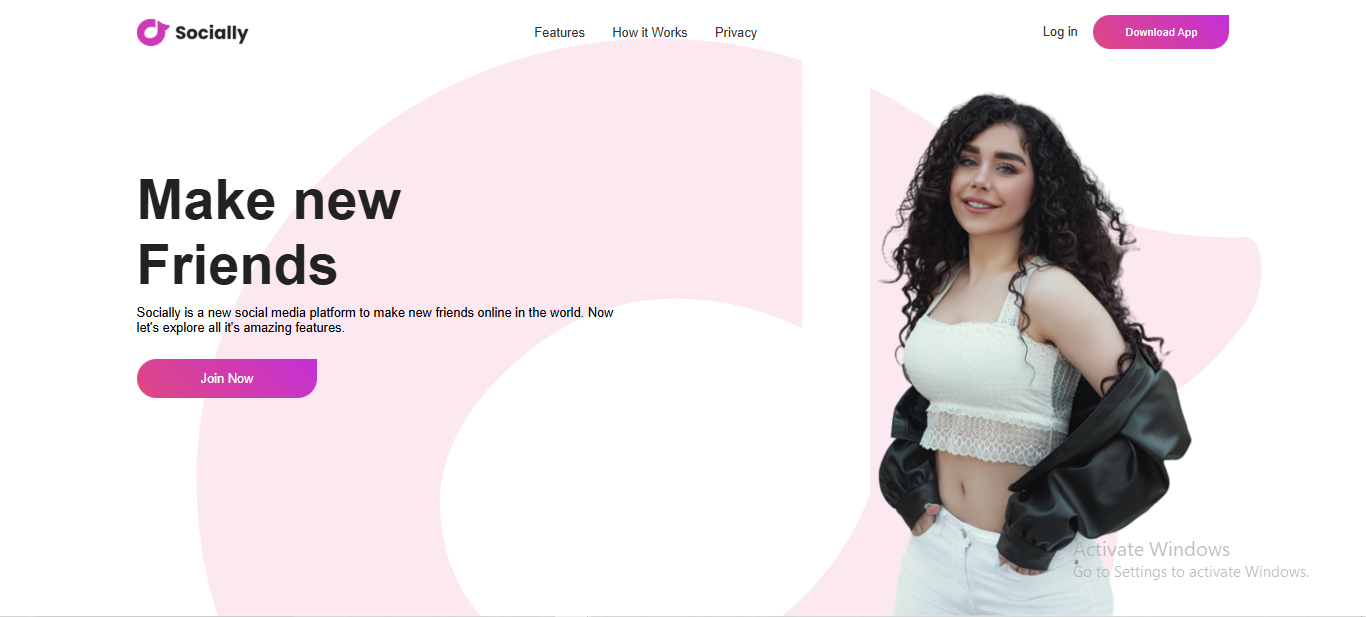 Socially
Features
How it Works
Privacy
Log in
Download App
Make new
Friends
Socially is a new social media platform to make new friends online in the world. Now
let's explore all it's amazing features.
Join Now
Activate Windows
Go to Settings to activate Windows.